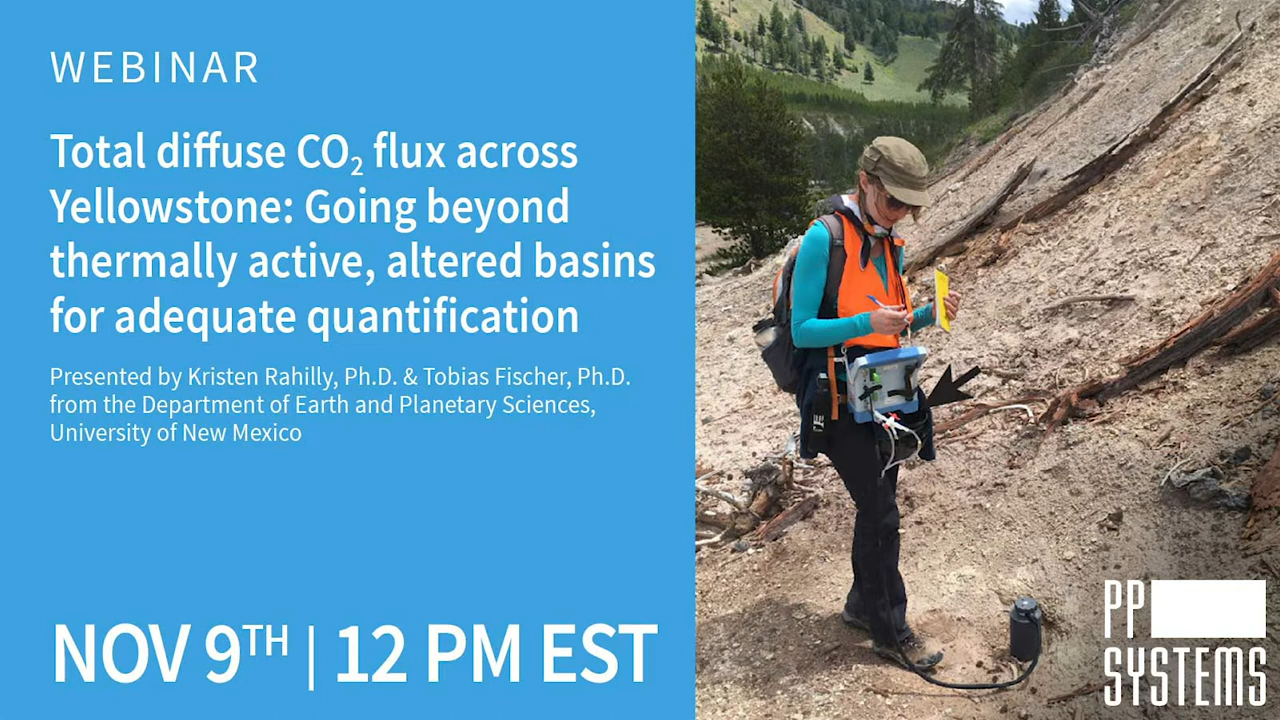 WEBINAR
Total diffuse CO₂ flux across
Yellowstone: Going beyond
thermally active, altered basins
for adequate quantification
Presented by Kristen Rahilly, Ph.D. & Tobias Fischer, Ph.D.
from the Department of Earth and Planetary Sciences,
University of New Mexico
NOV 9TH | 12 PM EST
PP
SYSTEMS